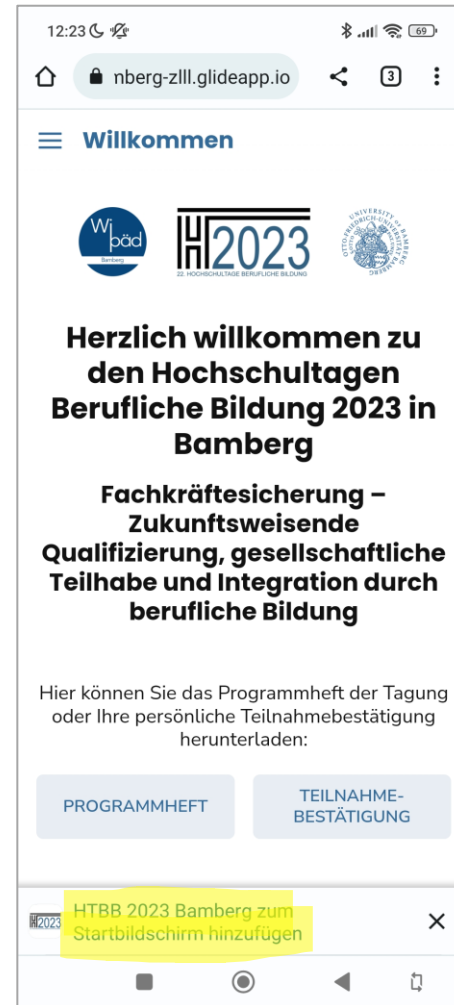 12:23
69
nberg-zlll.glideapp.io
3
Willkommen
Wipäd
Bamberg
H2023
22. HOCHSCHULTAGE BERUFLICHE BILDUNG
Herzlich willkommen zu
den Hochschultagen
Berufliche Bildung 2023 in
Bamberg
Fachkräftesicherung –
Zukunftsweisende
Qualifizierung, gesellschaftliche
Teilhabe und Integration durch
berufliche Bildung
Hier können Sie das Programmheft der Tagung
oder Ihre persönliche Teilnahmebestätigung
herunterladen:
PROGRAMMHEFT
TEILNAHME-
BESTÄTIGUNG
H2023
HTBB 2023 Bamberg zum
Startbildschirm hinzufügen